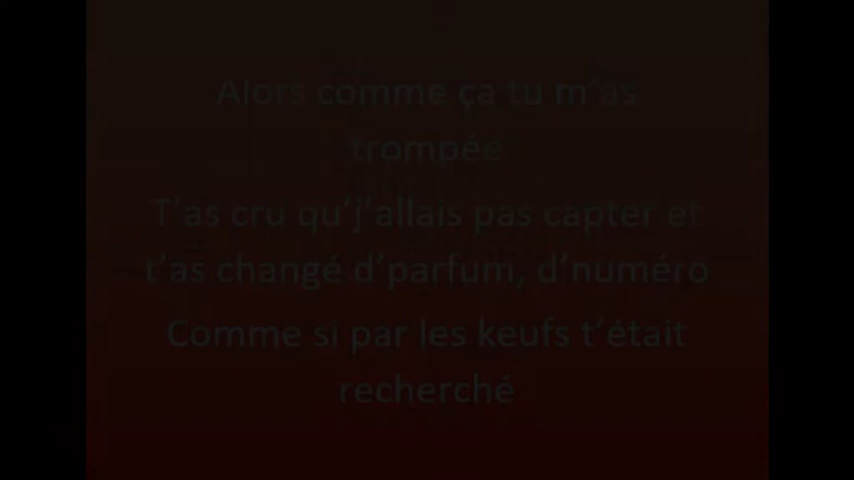 Alors comme ça tu m'as
trompée
T'as cru qu'j'allais pas capter et
t'as changé d'parfum, d'numéro
Comme si par les keufs t'était
recherché